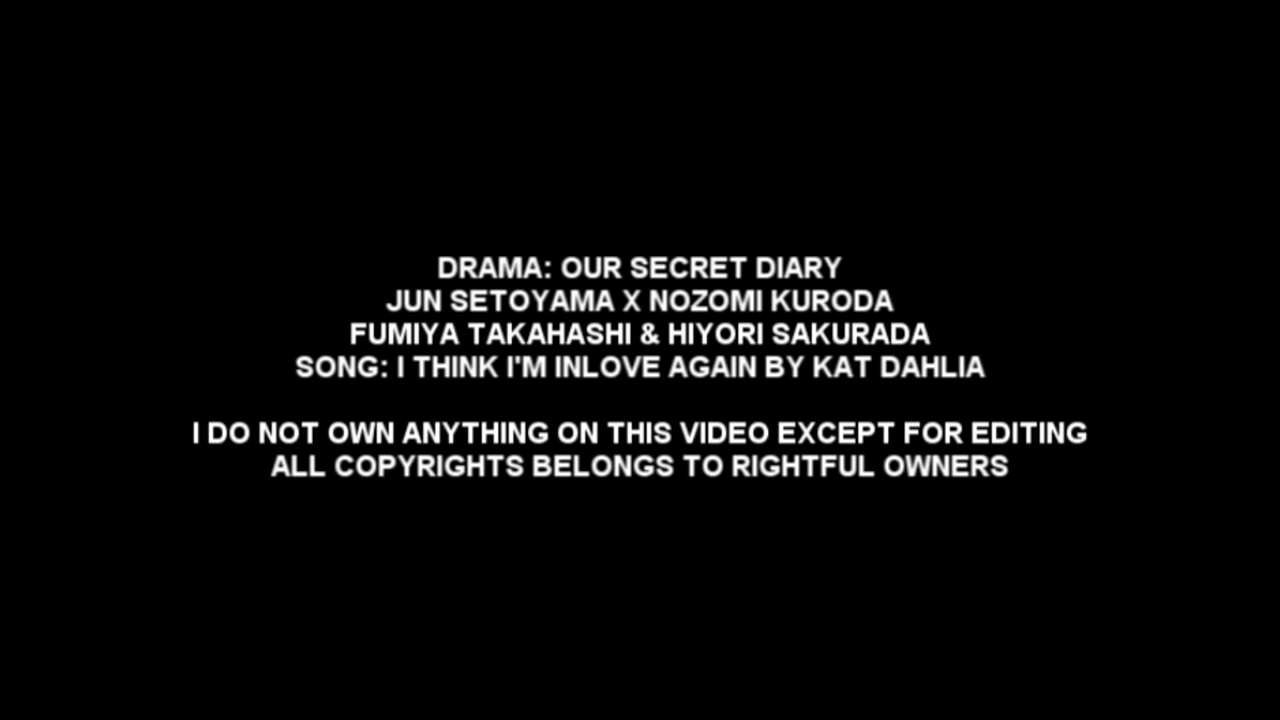 DRAMA: OUR SECRET DIARY
JUN SETOYAMA X NOZOMI KURODA
FUMIYA TAKAHASHI & HIYORI SAKURADA
SONG: I THINK I'M INLOVE AGAIN BY KAT DAHLIA
I DO NOT OWN ANYTHING ON THIS VIDEO EXCEPT FOR EDITING
ALL COPYRIGHTS BELONGS TO RIGHTFUL OWNERS